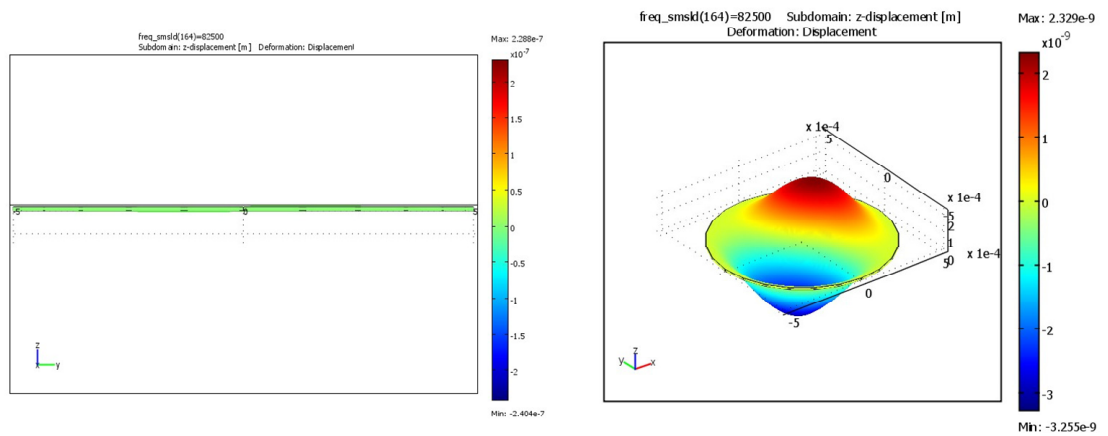 freq_smsld(164)=82500
Subdomain: z-displacement [m] Deformation: Displacement
Max: 2.288e-7
x10⁻⁷
2
1.5
1
0.5
0
-0.5
-1
-1.5
-2
Min: -2.404e-7
-5
0
5
z
x
y
freq_smsld(164)=82500 Subdomain: z-displacement [m]
Deformation: Displacement
Max: 2.329e-9
x10⁻⁹
2
1
0
-1
-2
-3
Min: -3.255e-9
x 1e-4
5
0
x 1e-4
5
2
1
0
5
x 1e-4
0
-5
z
y
x